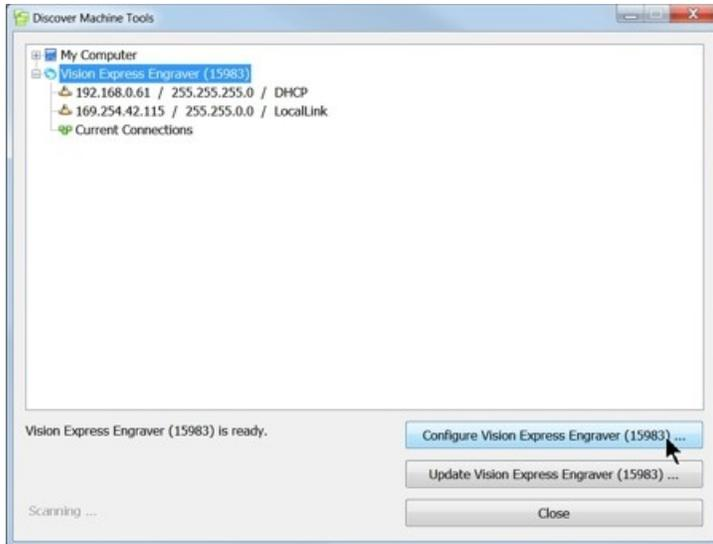 Discover Machine Tools
My Computer
Vision Express Engraver (15983)
192.168.0.61 / 255.255.255.0 / DHCP
169.254.42.115 / 255.255.0.0 / LocalLink
Current Connections
Vision Express Engraver (15983) is ready.
Configure Vision Express Engraver (15983) ...
Update Vision Express Engraver (15983) ...
Scanning ...
Close